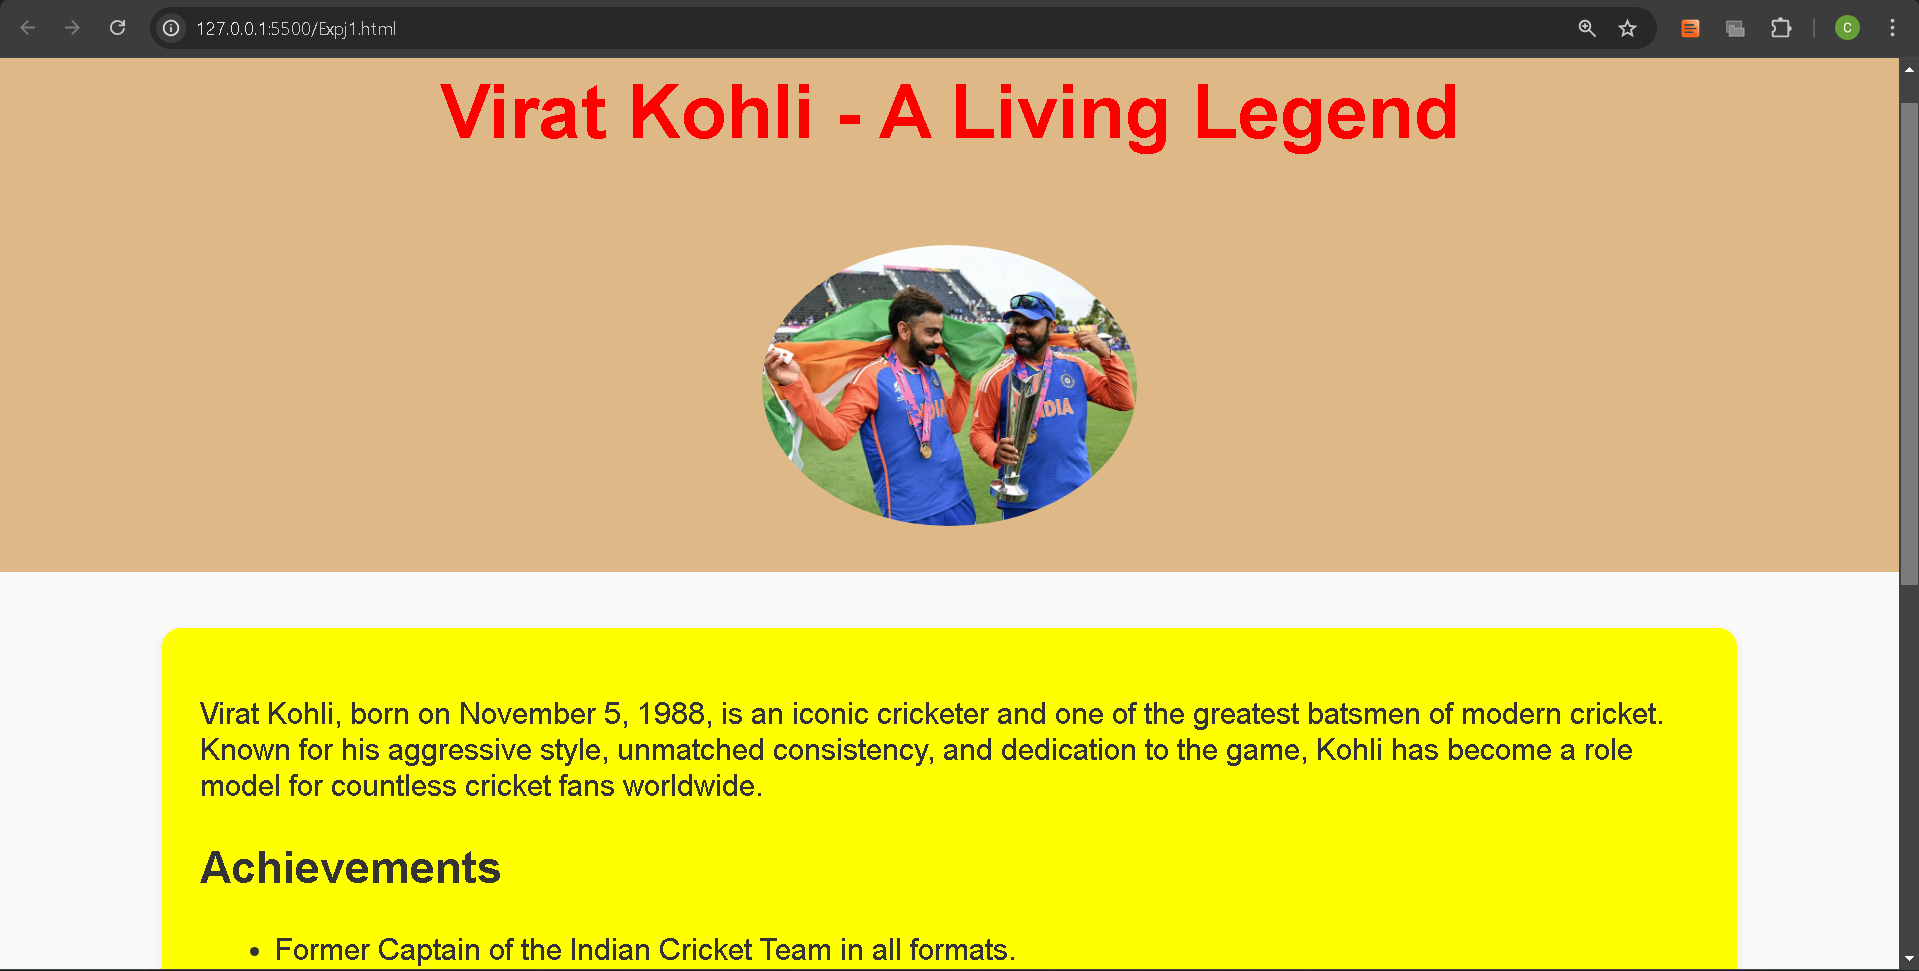 127.0.0.1:5500/Expj1.html
C
Virat Kohli - A Living Legend
INDIA
DIA
Virat Kohli, born on November 5, 1988, is an iconic cricketer and one of the greatest batsmen of modern cricket.
Known for his aggressive style, unmatched consistency, and dedication to the game, Kohli has become a role
model for countless cricket fans worldwide.
Achievements
• Former Captain of the Indian Cricket Team in all formats.